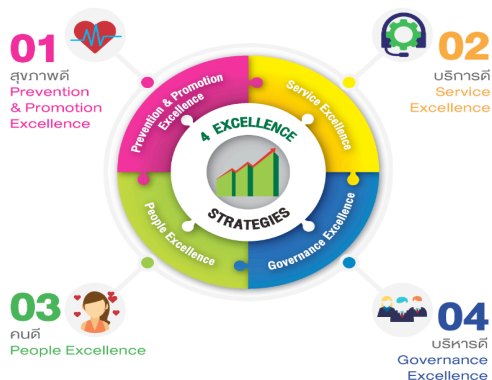 01
สุขภาพดี
Prevention
& Promotion
Excellence
02
บริการดี
Service
Excellence
Prevention & Promotion
Excellence
Service Excellence
4 EXCELLENCE
STRATEGIES
People Excellence
Governance Excellence
03
คนดี
People Excellence
04
บริหารดี
Governance
Excellence